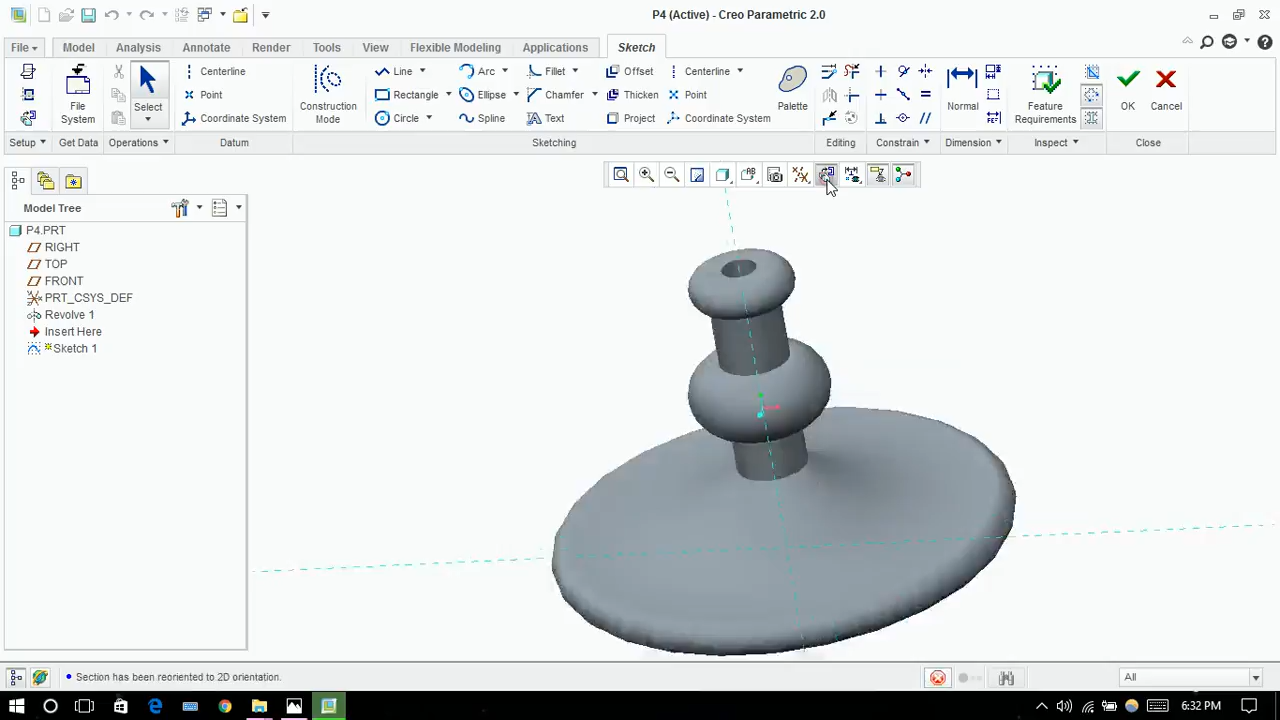 P4 (Active) - Creo Parametric 2.0
File Model Analysis Annotate Render Tools View Flexible Modeling Applications Sketch
Centerline Line Arc Fillet Offset Centerline
Point Rectangle Ellipse Chamfer Thicken Point
Coordinate System Circle Spline Text Project Coordinate System
File System Select Construction Mode Palette Normal Feature Requirements OK Cancel
Setup Get Data Operations Datum Sketching Editing Constrain Dimension Inspect Close
Model Tree
P4.PRT
RIGHT
TOP
FRONT
PRT_CSYS_DEF
Revolve 1
Insert Here
Sketch 1
• Section has been reoriented to 2D orientation.
All
6:32 PM